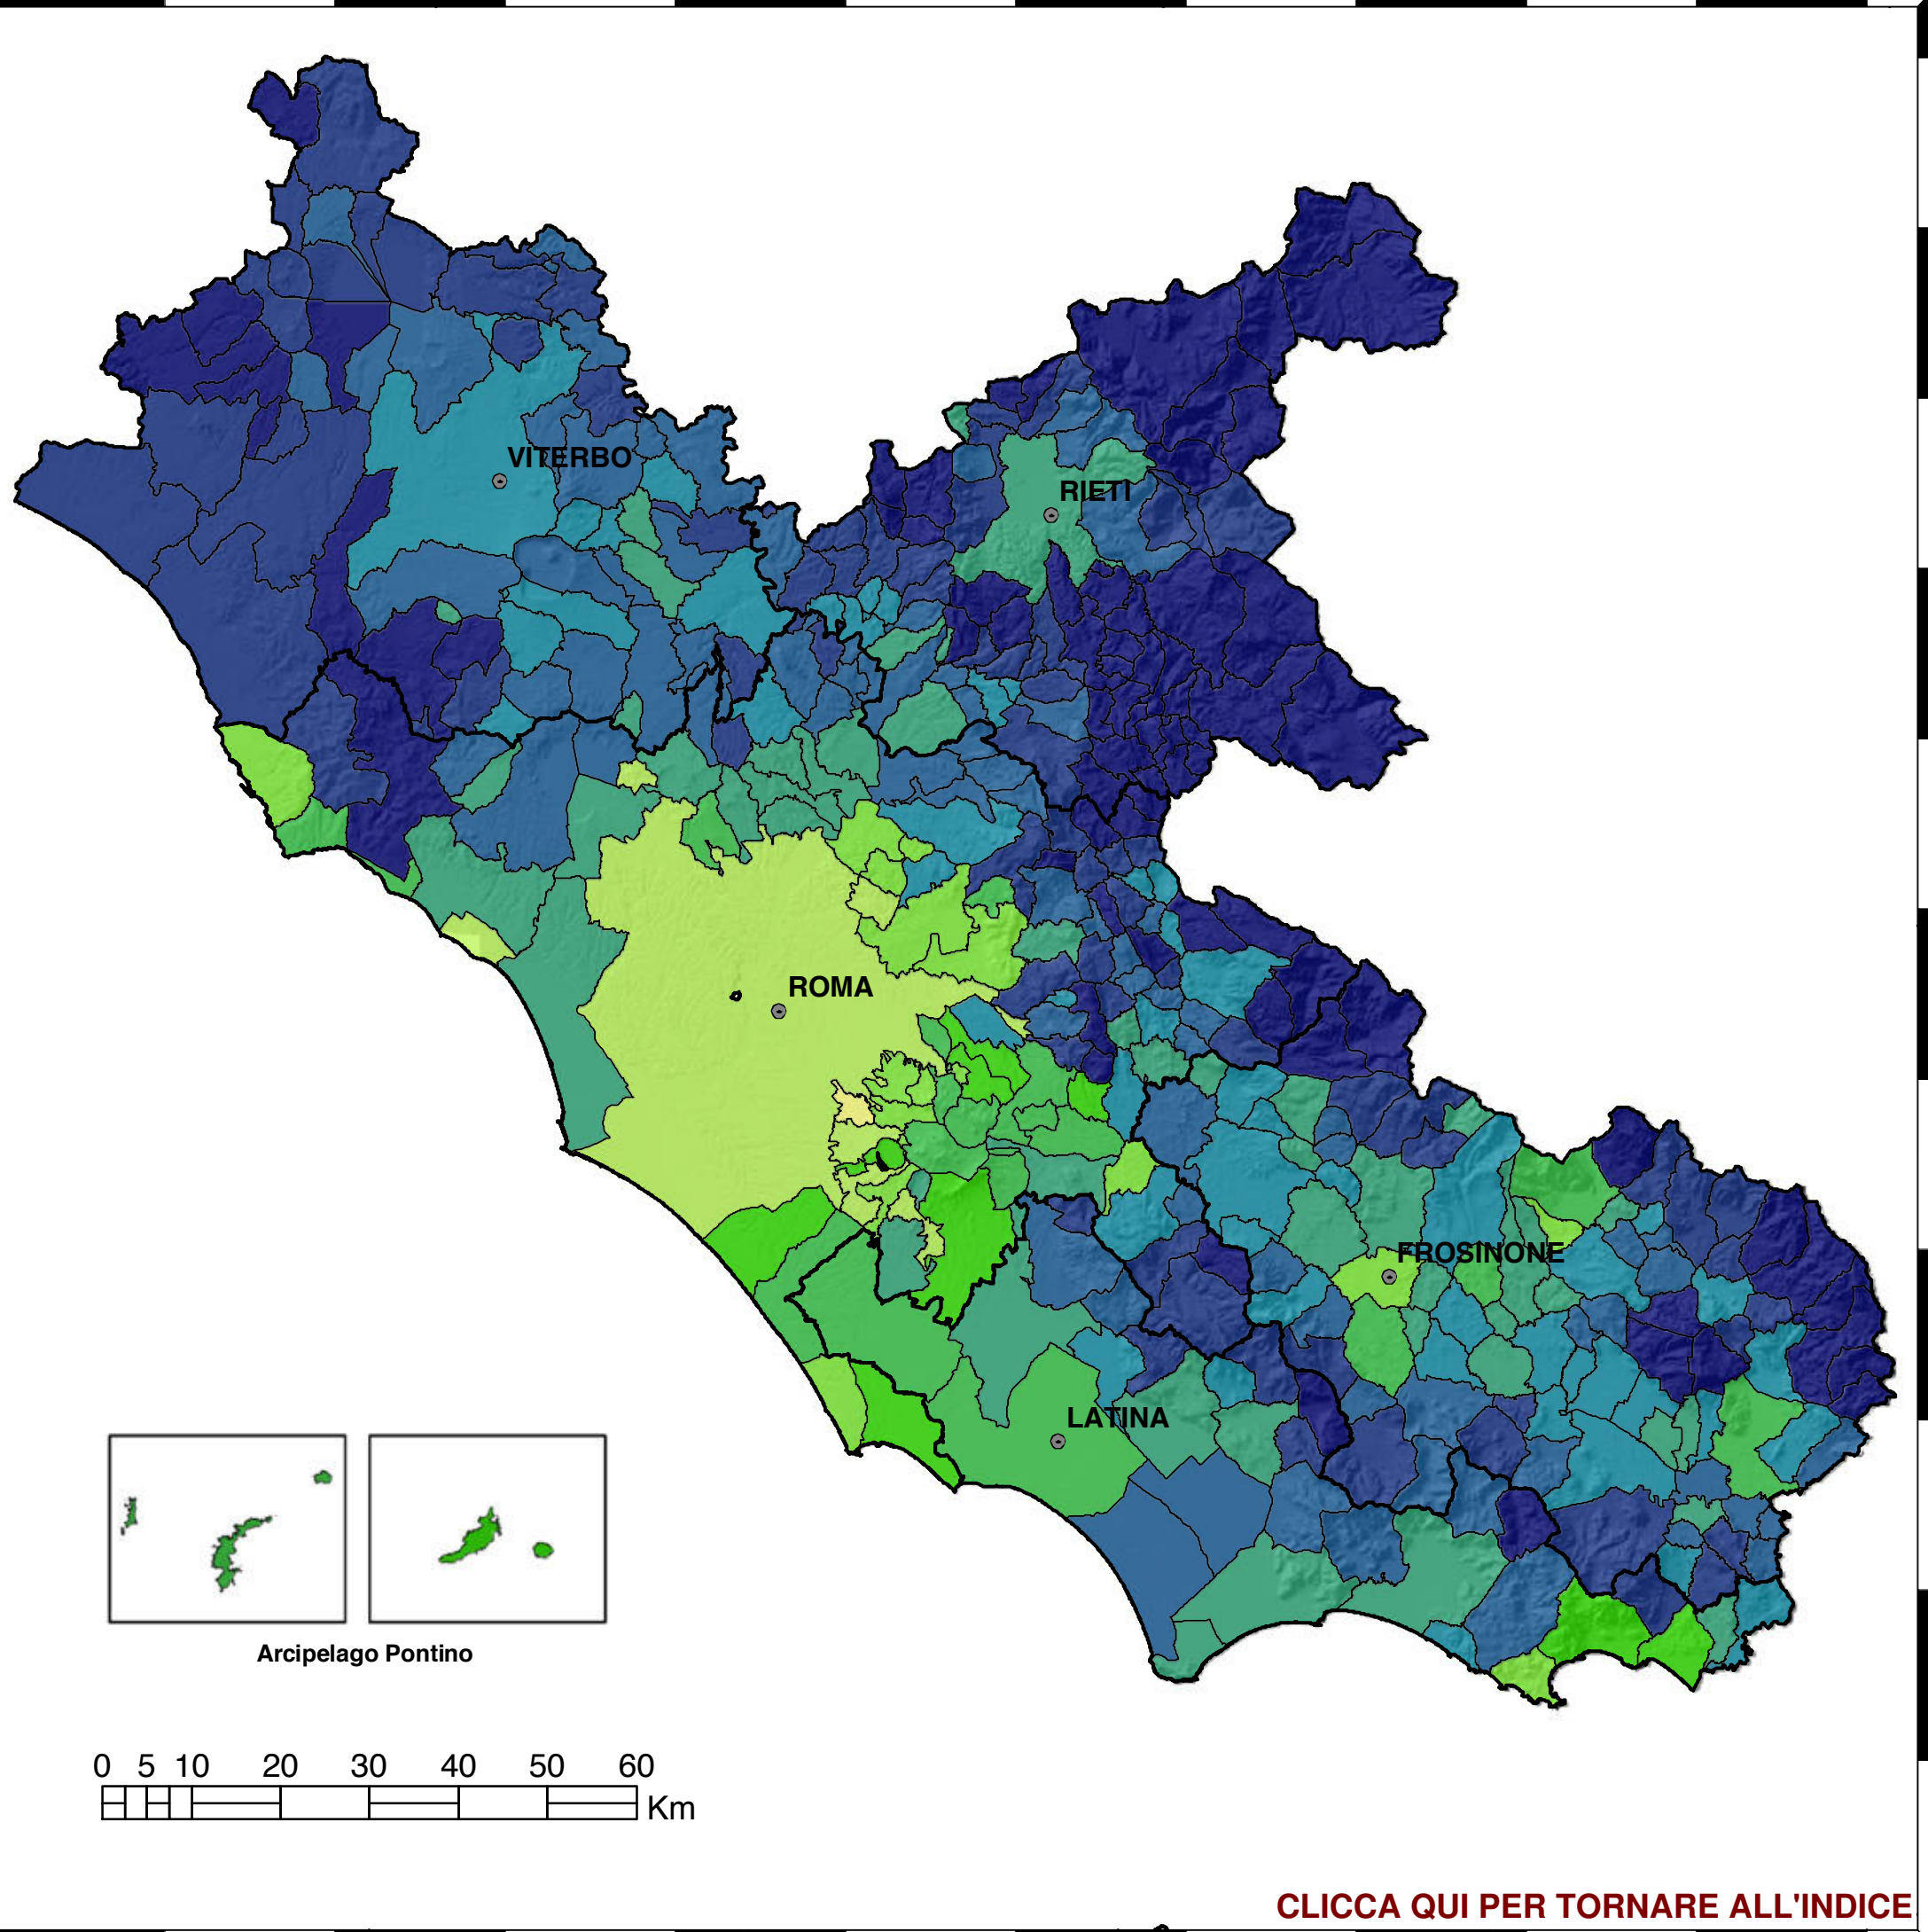 VITERBO
RIETI
ROMA
FROSINONE
LATINA
Arcipelago Pontino
0 5 10 20 30 40 50 60
Km
CLICCA QUI PER TORNARE ALL'INDICE